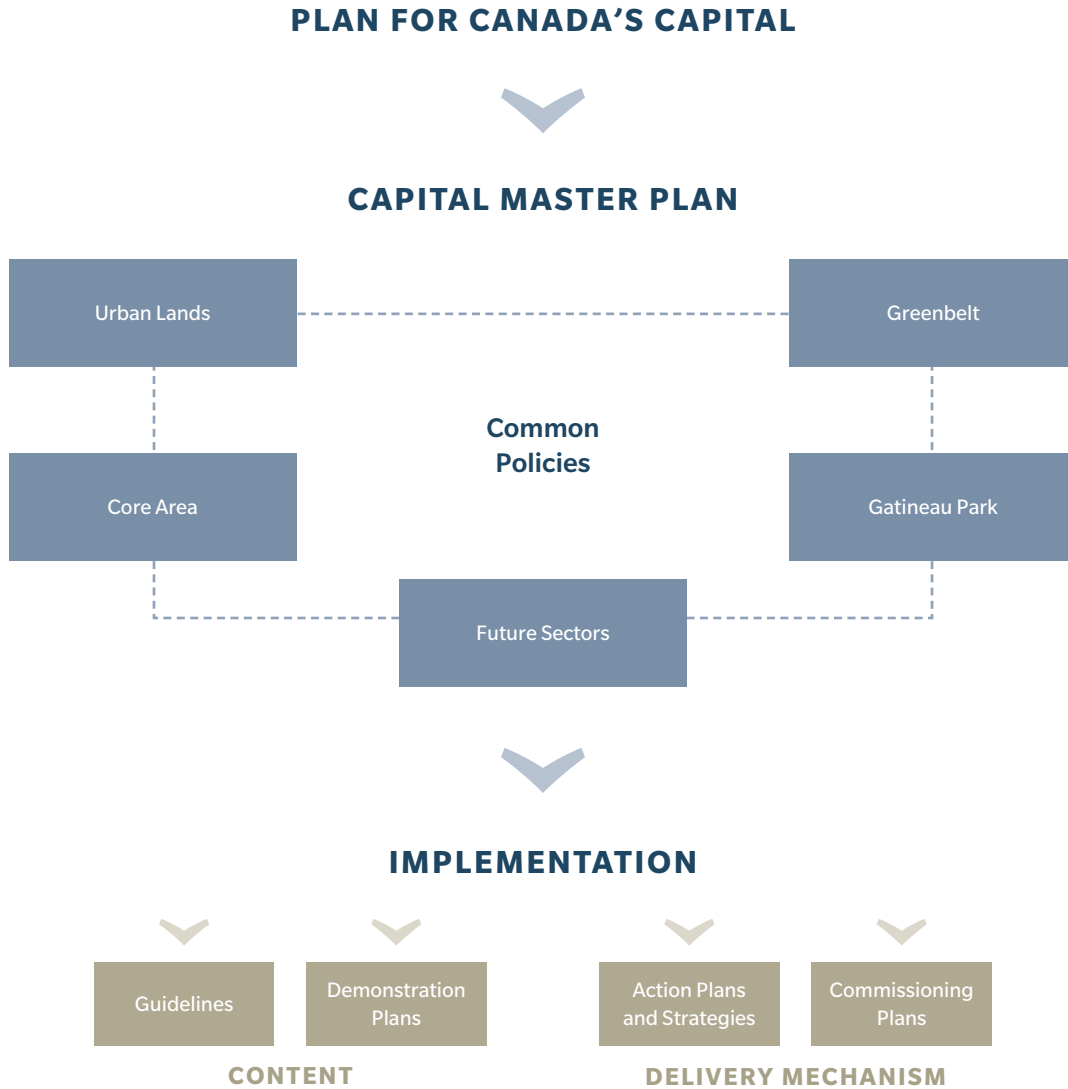 PLAN FOR CANADA’S CAPITAL
CAPITAL MASTER PLAN
Urban Lands
Greenbelt
Common
Policies
Core Area
Gatineau Park
Future Sectors
IMPLEMENTATION
Guidelines
Demonstration
Plans
Action Plans
and Strategies
Commissioning
Plans
CONTENT
DELIVERY MECHANISM